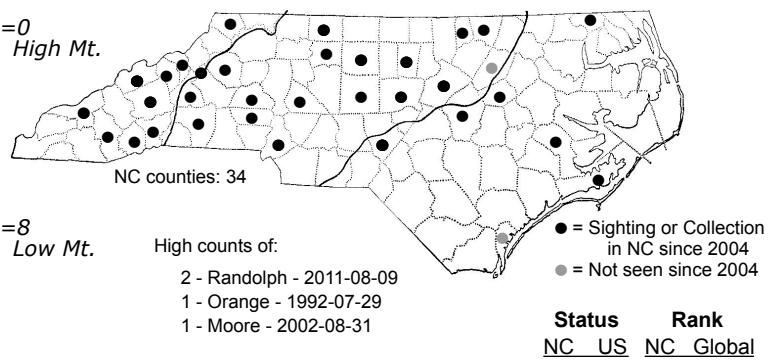 =0
High Mt.
NC counties: 34
=8
Low Mt.
High counts of:
2 - Randolph - 2011-08-09
1 - Orange - 1992-07-29
1 - Moore - 2002-08-31
● = Sighting or Collection
in NC since 2004
● = Not seen since 2004
Status Rank
NC US NC Global